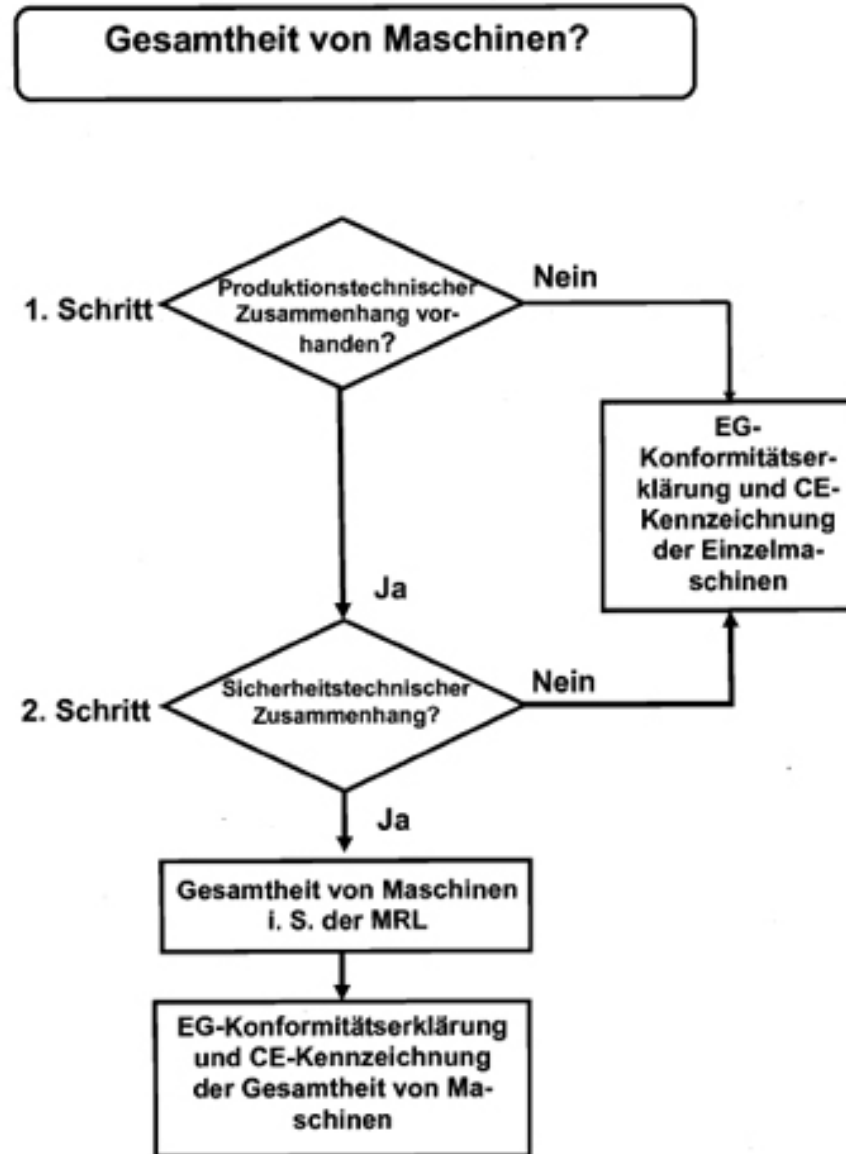 Gesamtheit von Maschinen?
1. Schritt
Produktionstechnischer
Zusammenhang vor-
handen?
Nein
EG-
Konformitätser-
klärung und CE-
Kennzeichnung
der Einzelma-
schinen
Ja
2. Schritt
Sicherheitstechnischer
Zusammenhang?
Nein
Ja
Gesamtheit von Maschinen
i. S. der MRL
EG-Konformitätserklärung
und CE-Kennzeichnung
der Gesamtheit von Ma-
schinen